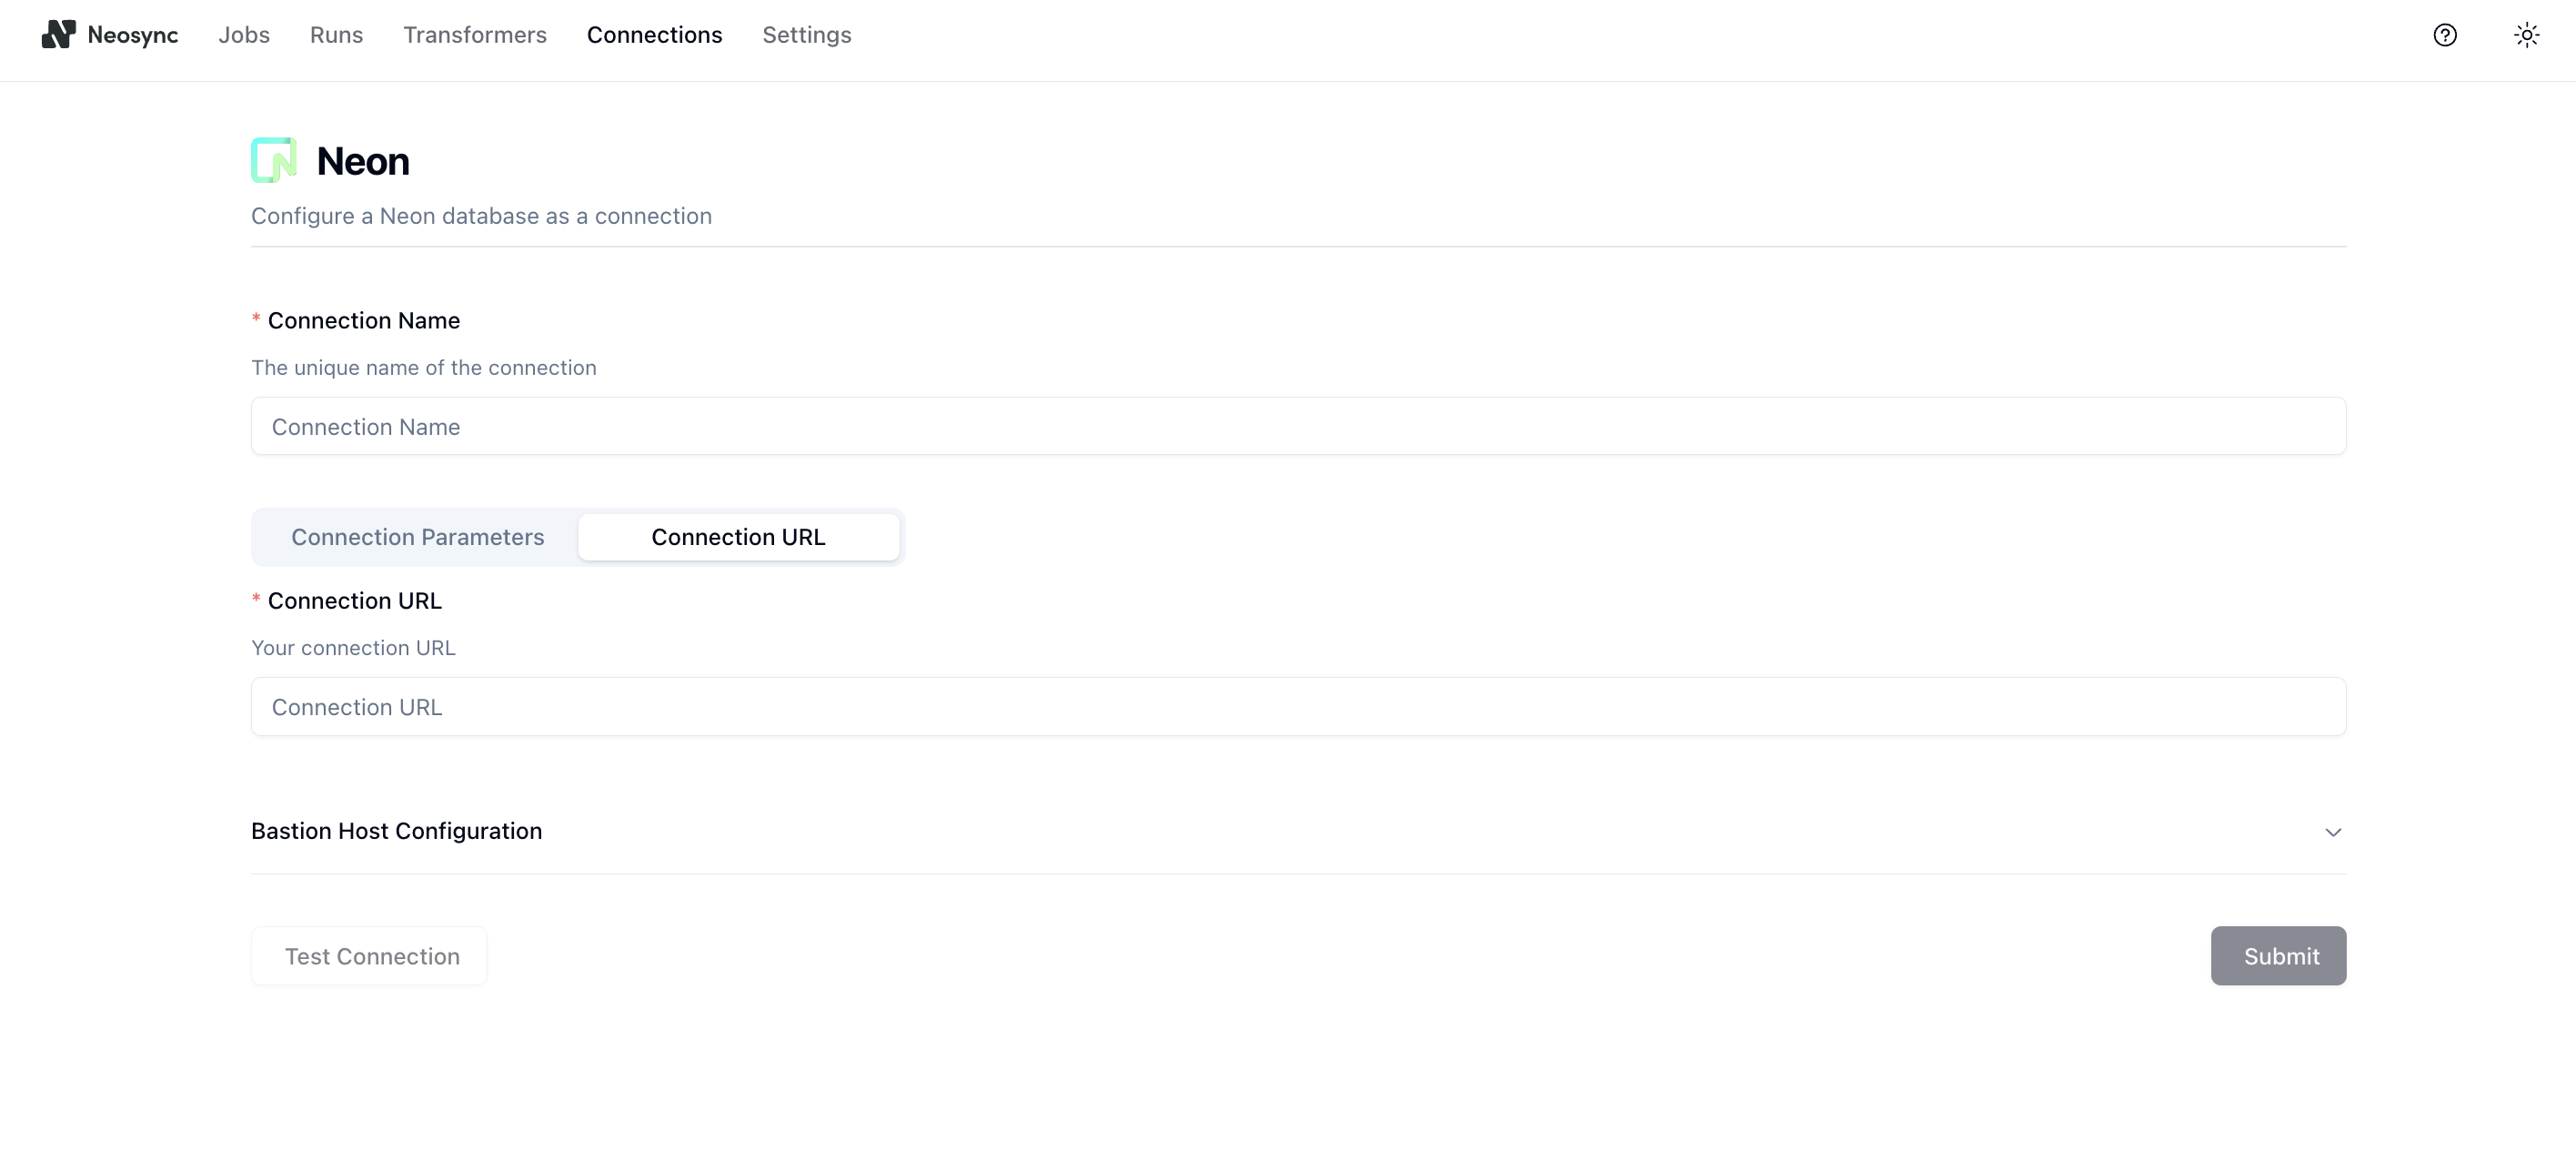 Neosync Jobs Runs Transformers Connections Settings
Neon
Configure a Neon database as a connection
* Connection Name
The unique name of the connection
Connection Name
Connection Parameters Connection URL
* Connection URL
Your connection URL
Connection URL
Bastion Host Configuration
Test Connection Submit